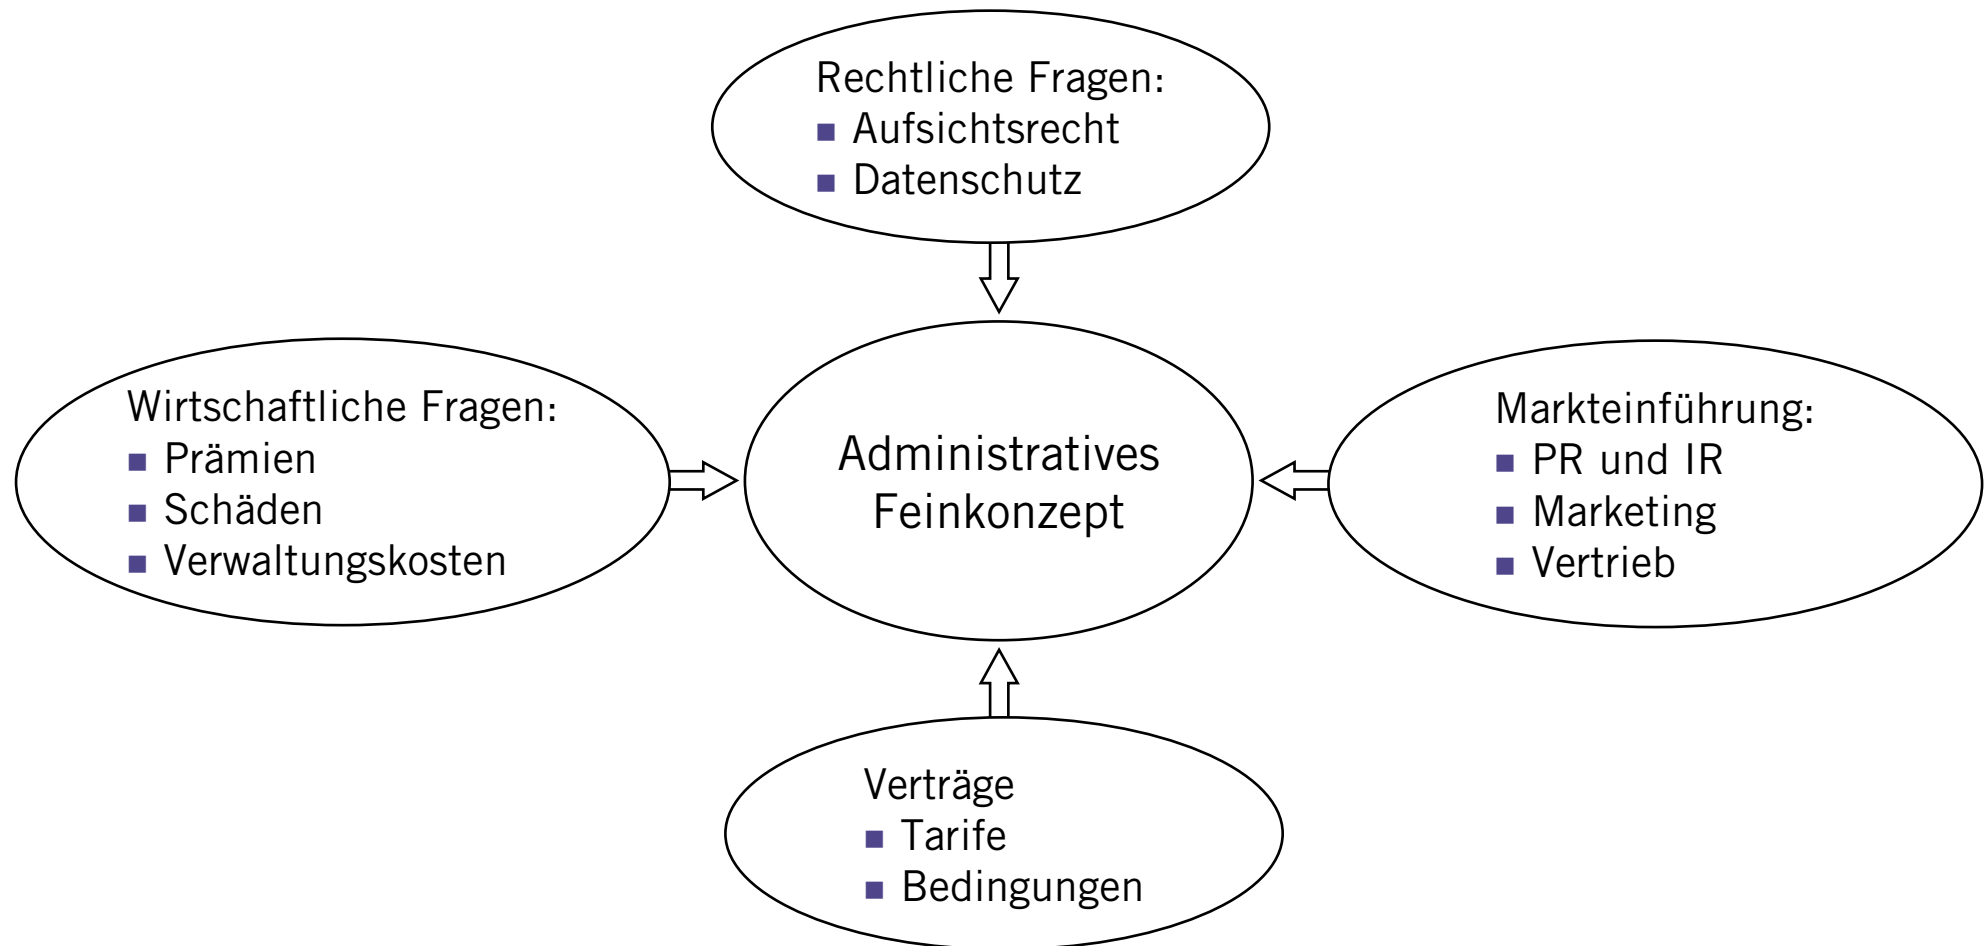 Rechtliche Fragen:
■ Aufsichtsrecht
■ Datenschutz
Wirtschaftliche Fragen:
■ Prämien
■ Schäden
■ Verwaltungskosten
Administratives
Feinkonzept
Markteinführung:
■ PR und IR
■ Marketing
■ Vertrieb
Verträge
■ Tarife
■ Bedingungen